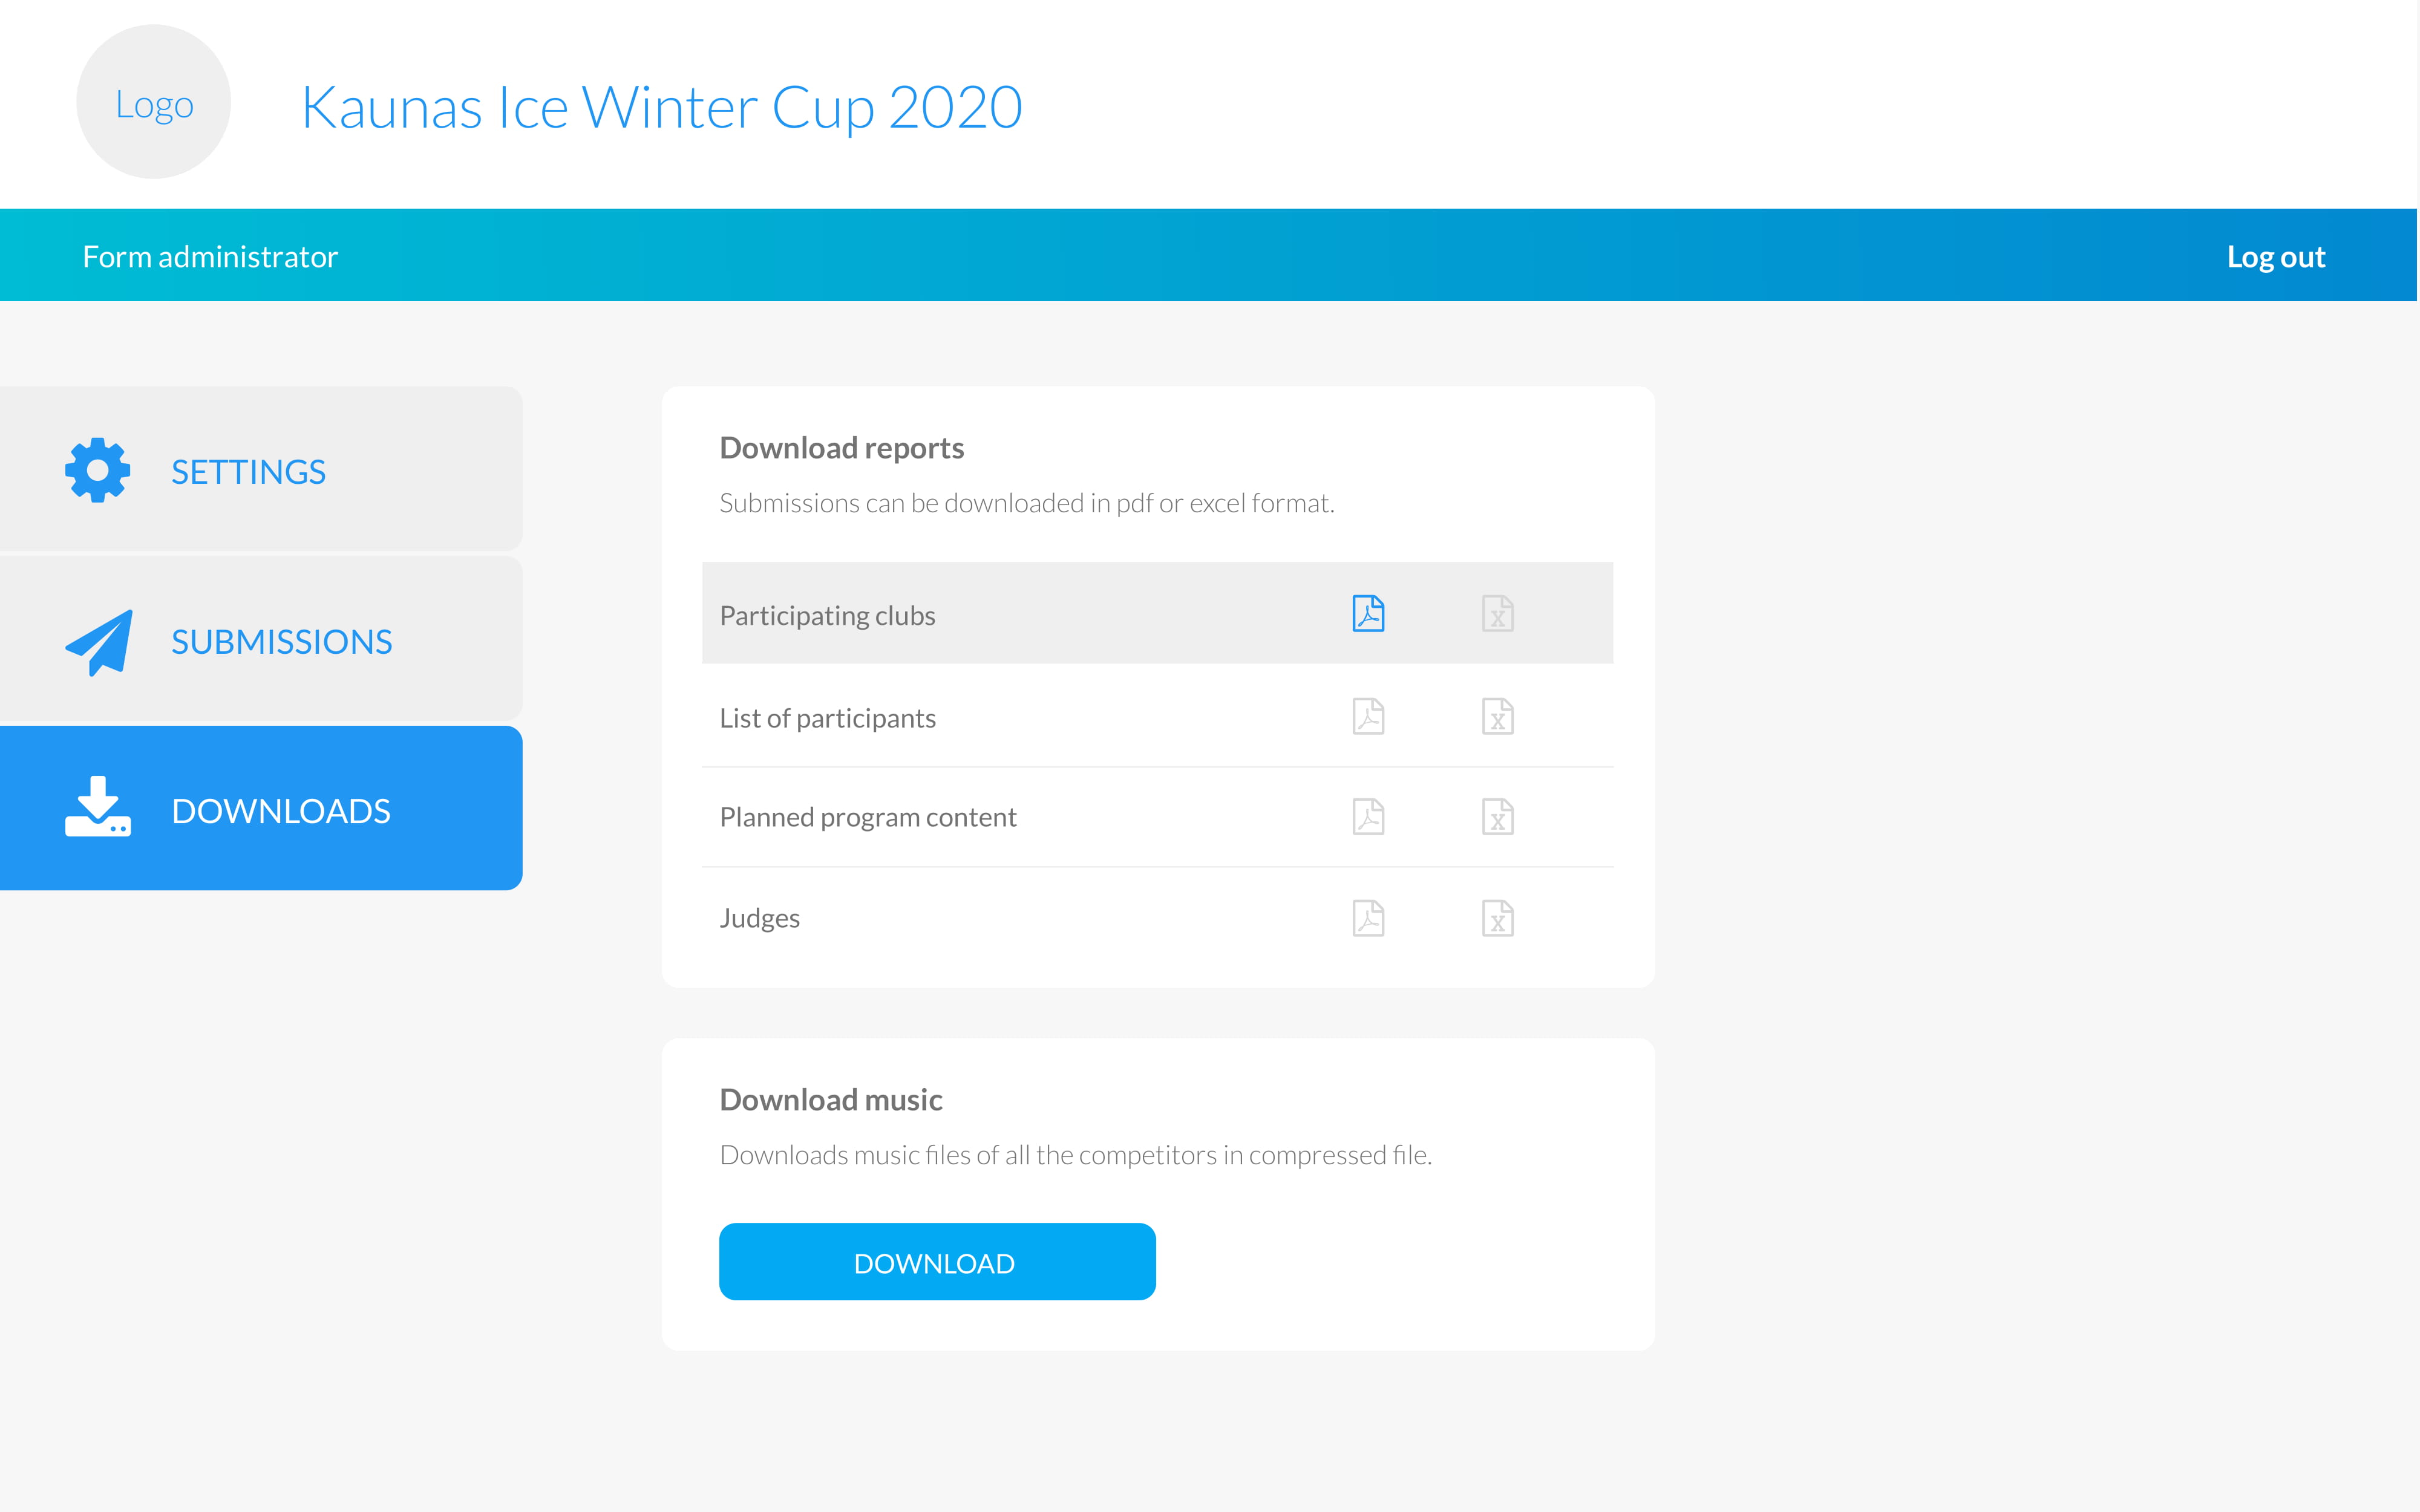 Logo
Kaunas Ice Winter Cup 2020
Form administrator
Log out
SETTINGS
SUBMISSIONS
DOWNLOADS
Download reports
Submissions can be downloaded in pdf or excel format.
Participating clubs
List of participants
Planned program content
Judges
Download music
Downloads music files of all the competitors in compressed file.
DOWNLOAD